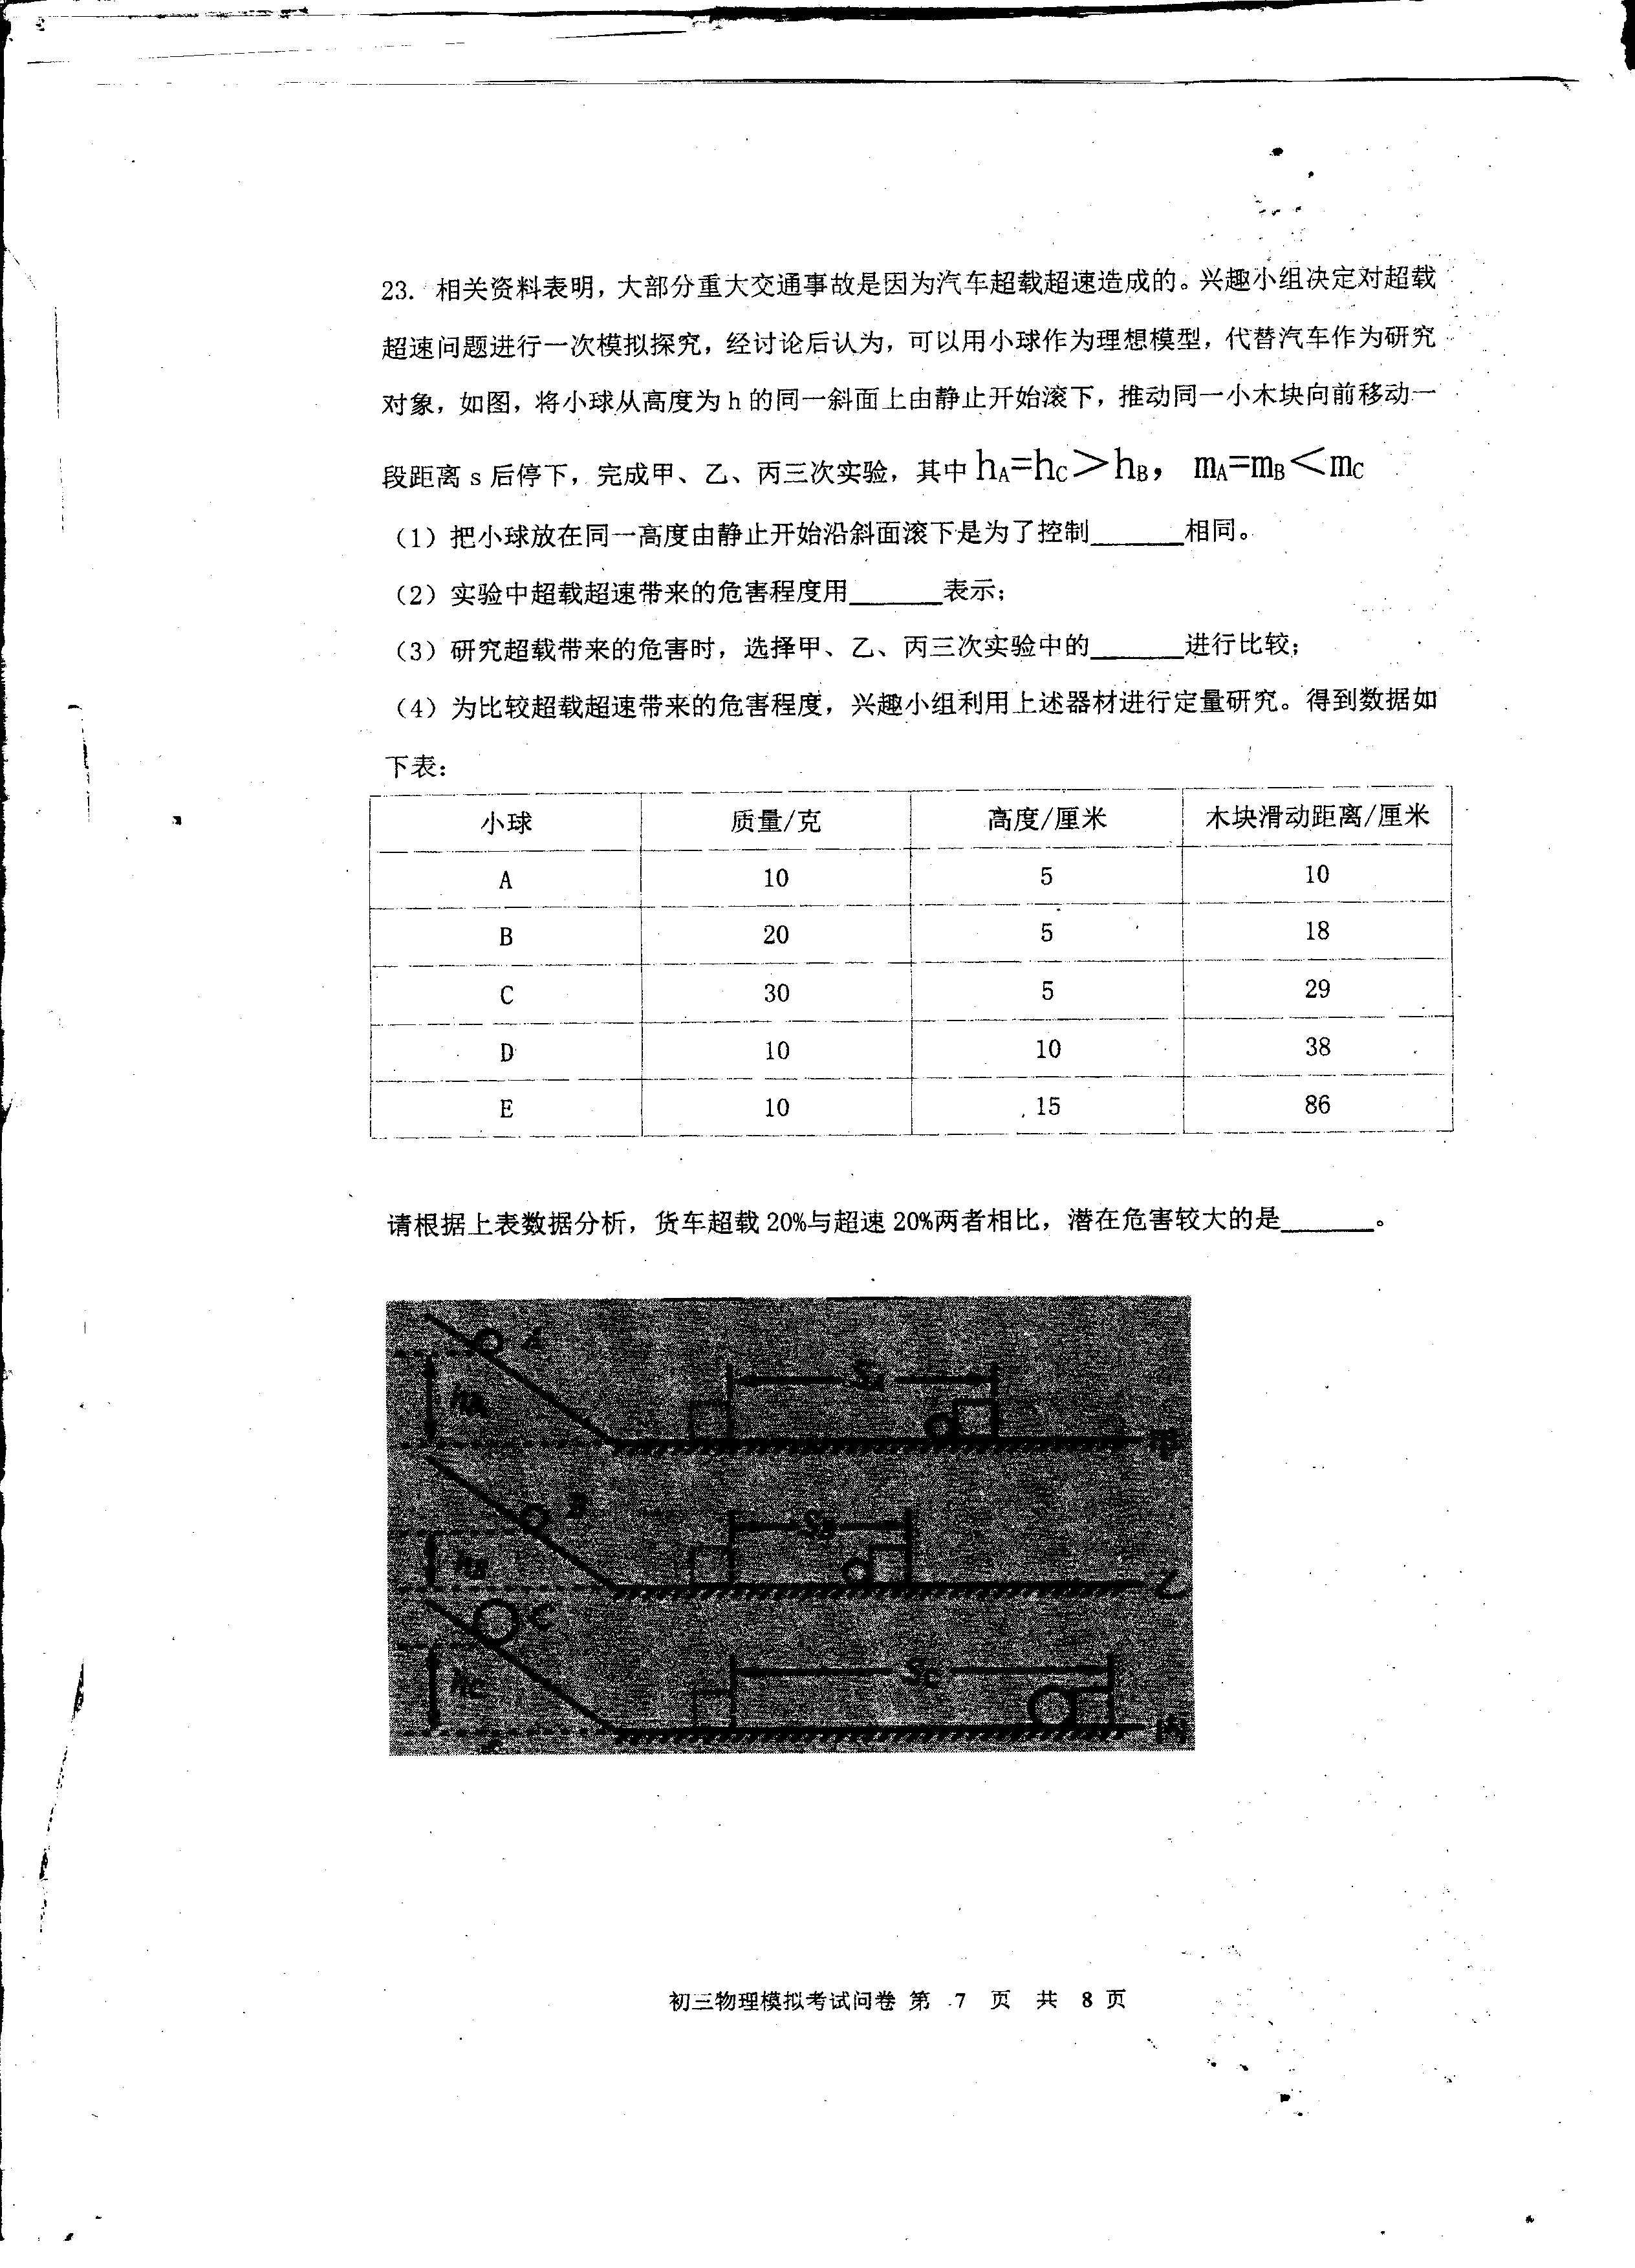 23. 相关资料表明，大部分重大交通事故是因为汽车超载超速造成的。兴趣小组决定对超载
超速问题进行一次模拟探究，经讨论后认为，可以用小球作为理想模型，代替汽车作为研究
对象，如图，将小球从高度为 h 的同一斜面上由静止开始滚下，推动同一小木块向前移动一
段距离 s 后停下，完成甲、乙、丙三次实验，其中 hA=hC＞hB， mA=mB＜mC
（1）把小球放在同一高度由静止开始沿斜面滚下是为了控制_______相同。
（2）实验中超载超速带来的危害程度用_______表示；
（3）研究超载带来的危害时，选择甲、乙、丙三次实验中的_______进行比较；
（4）为比较超载超速带来的危害程度，兴趣小组利用上述器材进行定量研究。得到数据如
下表：
小球 质量/克 高度/厘米 木块滑动距离/厘米
A 10 5 10
B 20 5 18
C 30 5 29
D 10 10 38
E 10 15 86
请根据上表数据分析，货车超载 20%与超速 20%两者相比，潜在危害较大的是_______。
A
SA
hA
甲
B
SB
hB
乙
C
SC
hC
丙
初三物理模拟考试问卷 第 7 页 共 8 页